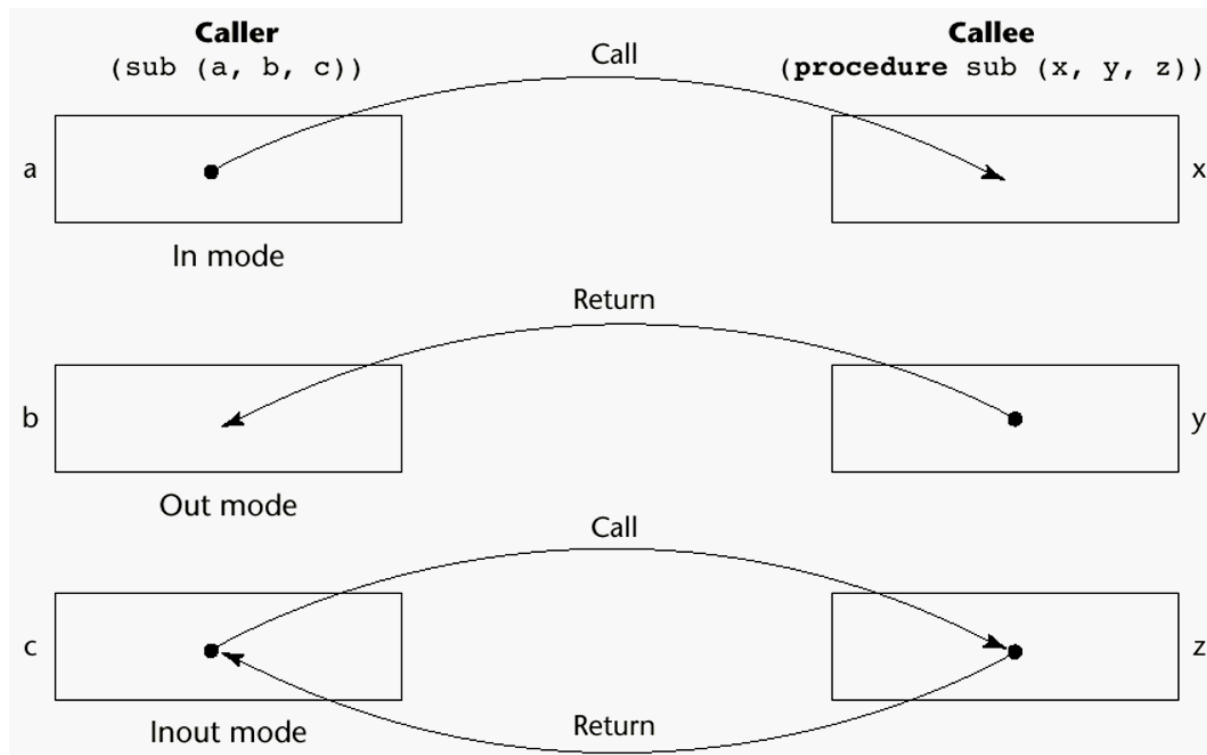 Caller
Callee
(sub (a, b, c))
Call
(procedure sub (x, y, z))
a
x
In mode
Return
b
y
Out mode
Call
c
z
Inout mode
Return